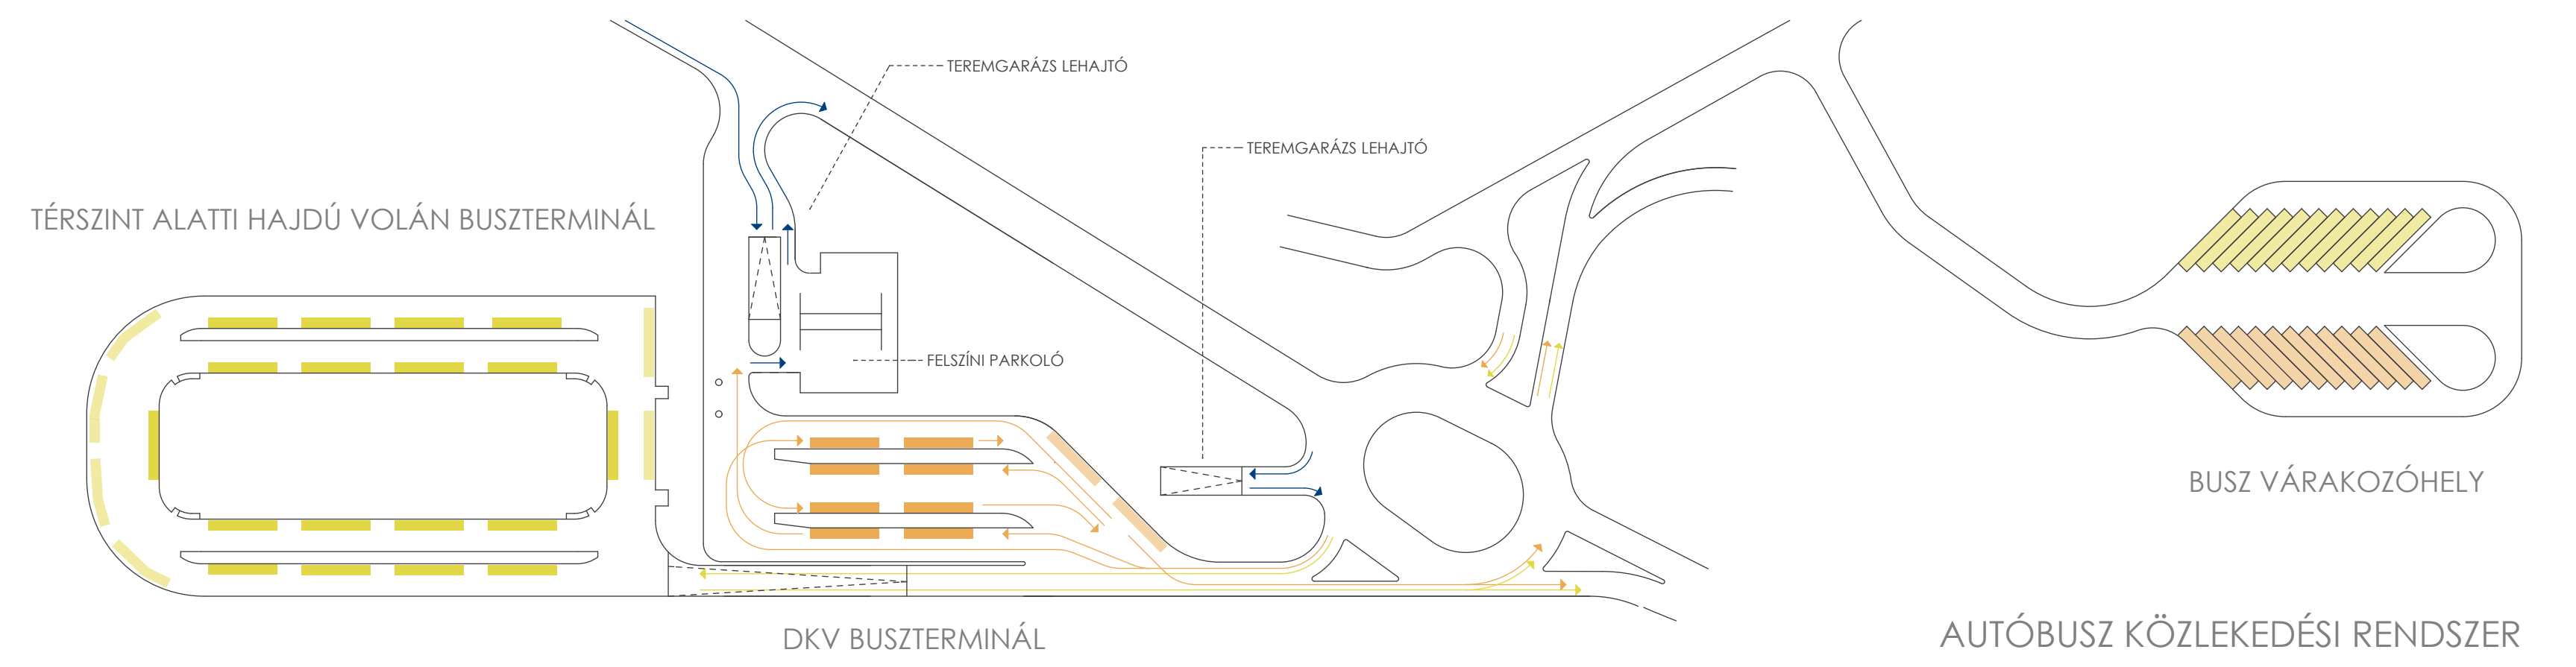 TEREMGARÁZS LEHAJTÓ
TEREMGARÁZS LEHAJTÓ
TÉRSZINT ALATTI HAJDÚ VOLÁN BUSZTERMINÁL
FELSZÍNI PARKOLÓ
BUSZ VÁRAKOZÓHELY
DKV BUSZTERMINÁL
AUTÓBUSZ KÖZLEKEDÉSI RENDSZER